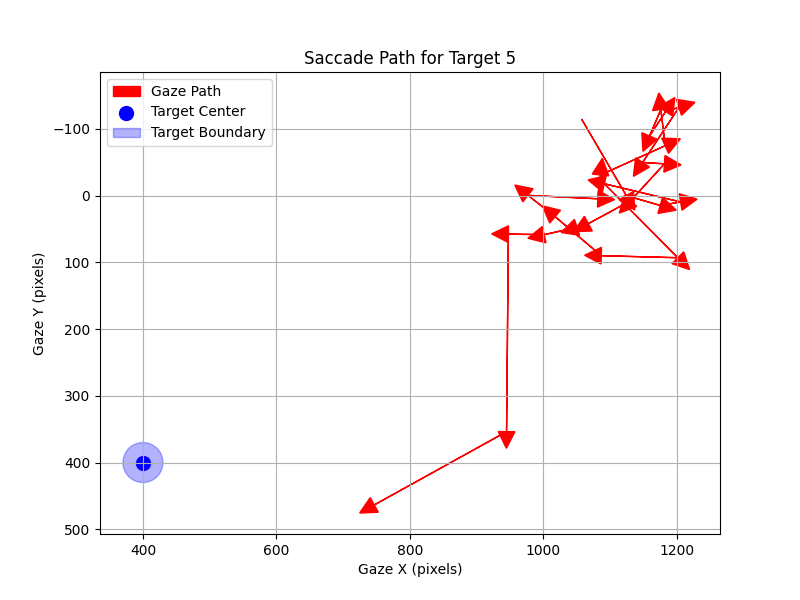 Saccade Path for Target 5
Gaze Path
Target Center
Target Boundary
−100
0
100
200
300
400
500
Gaze Y (pixels)
400
600
800
1000
1200
Gaze X (pixels)